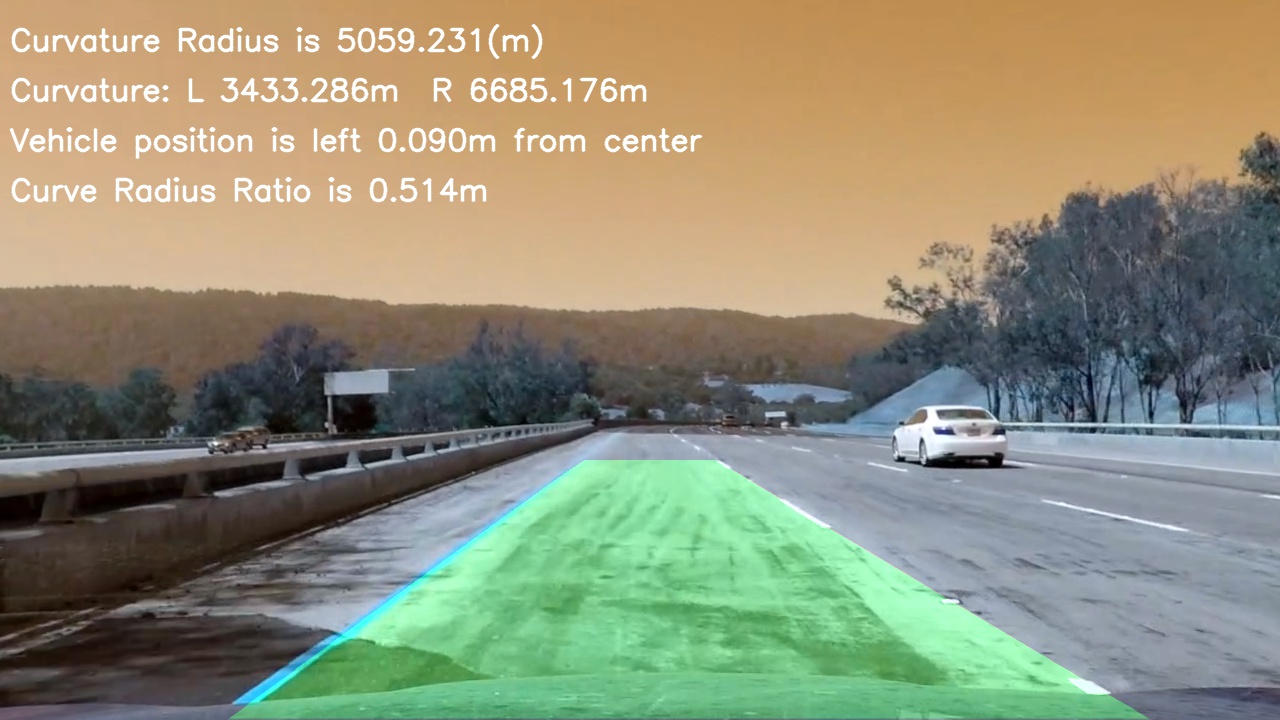 Curvature Radius is 5059.231(m)
Curvature: L 3433.286m R 6685.176m
Vehicle position is left 0.090m from center
Curve Radius Ratio is 0.514m